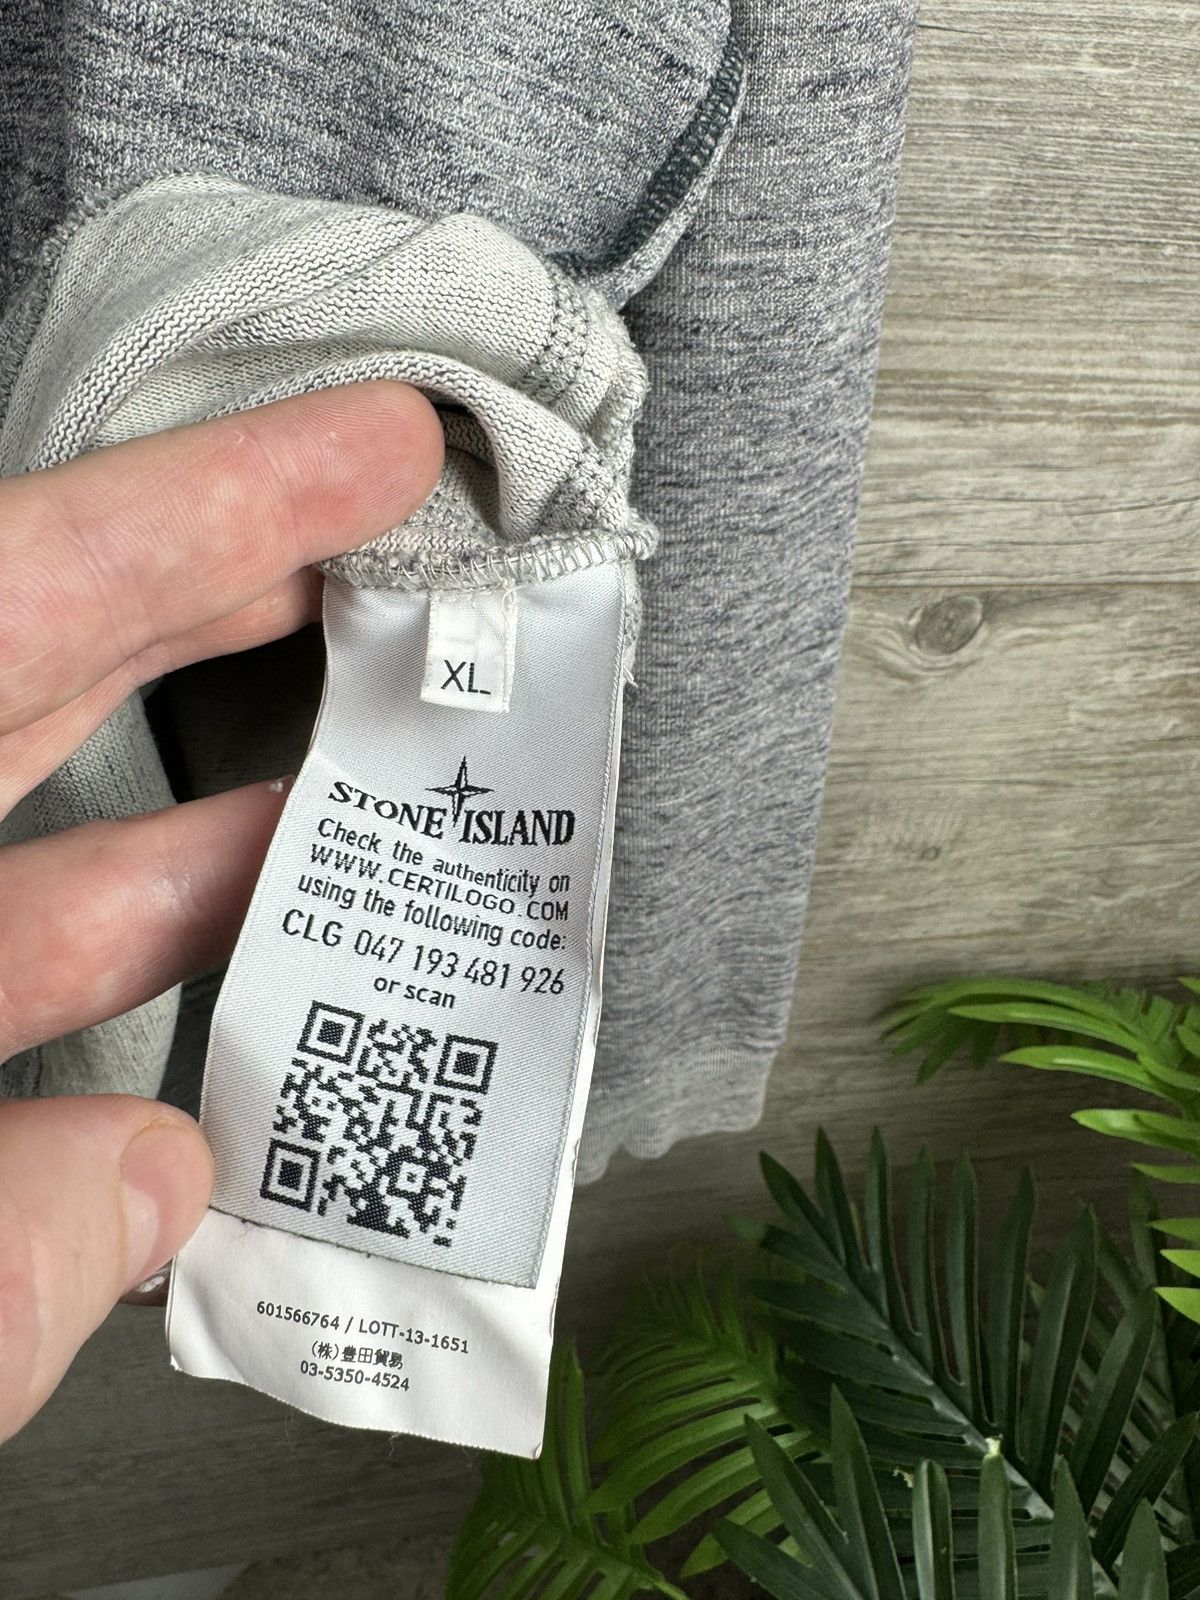 XL
STONE ISLAND
Check the authenticity on
WWW.CERTILOGO.COM
using the following code:
CLG 047 193 481 926
or scan
601566764 / LOTT-13-1651
(株)豊田貿易
03-5350-4524